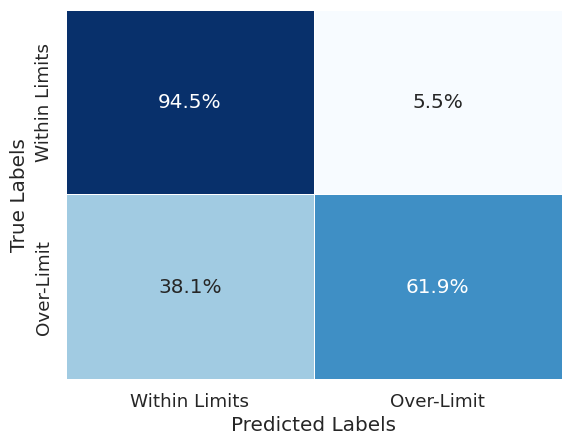 True Labels
Within Limits
94.5%
5.5%
Over-Limit
38.1%
61.9%
Within Limits
Over-Limit
Predicted Labels